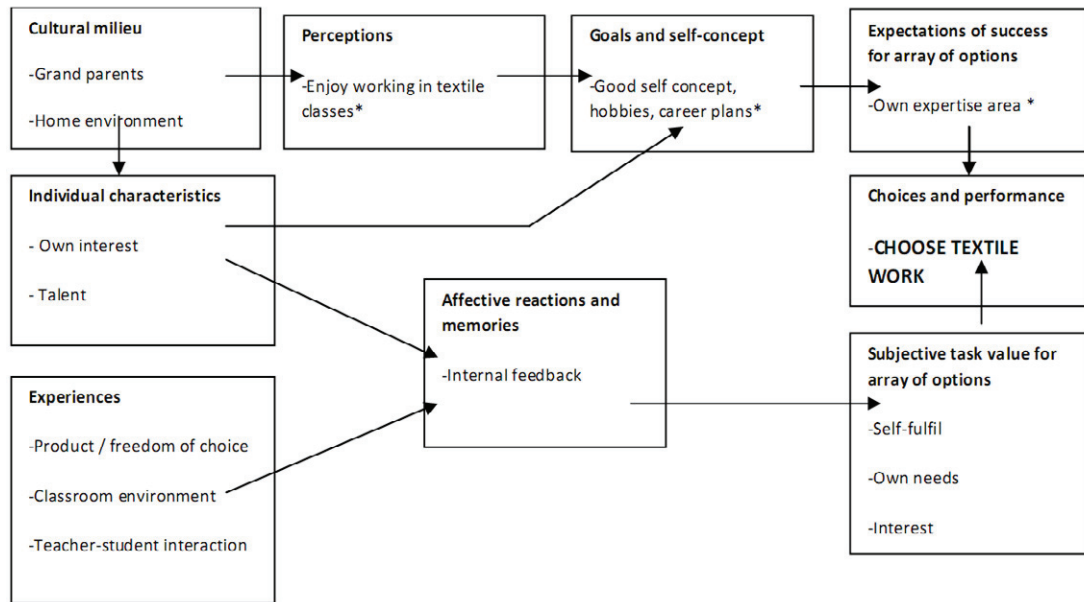 Cultural milieu
-Grand parents
-Home environment
Perceptions
-Enjoy working in textile
classes*
Goals and self-concept
-Good self concept,
hobbies, career plans*
Expectations of success
for array of options
-Own expertise area *
Individual characteristics
- Own interest
- Talent
Choices and performance
-CHOOSE TEXTILE
WORK
Affective reactions and
memories
-Internal feedback
Subjective task value for
array of options
-Self-fulfil
-Own needs
-Interest
Experiences
-Product / freedom of choice
-Classroom environment
-Teacher-student interaction